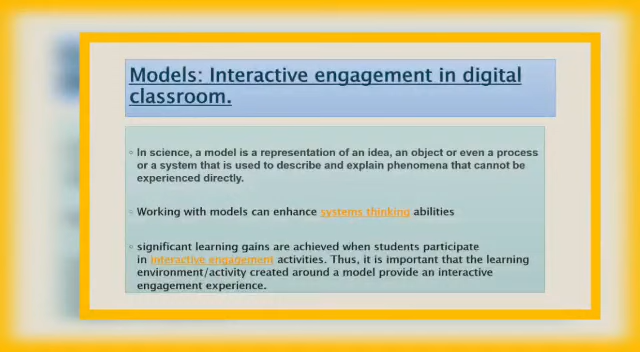 Models: Interactive engagement in digital
classroom.
In science, a model is a representation of an idea, an object or even a process
or a system that is used to describe and explain phenomena that cannot be
experienced directly.
Working with models can enhance systems thinking abilities
significant learning gains are achieved when students participate
in interactive engagement activities. Thus, it is important that the learning
environment/activity created around a model provide an interactive
engagement experience.